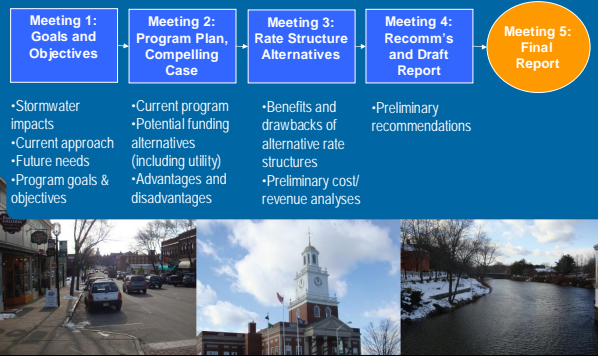 Meeting 1:
Goals and
Objectives
Meeting 2:
Program Plan,
Compelling
Case
Meeting 3:
Rate Structure
Alternatives
Meeting 4:
Recomm's
and Draft
Report
Meeting 5:
Final
Report
•Stormwater
impacts
•Current approach
•Future needs
•Program goals &
objectives
•Current program
•Potential funding
alternatives
(including utility)
•Advantages and
disadvantages
•Benefits and
drawbacks of
alternative rate
structures
•Preliminary cost/
revenue analyses
•Preliminary
recommendations